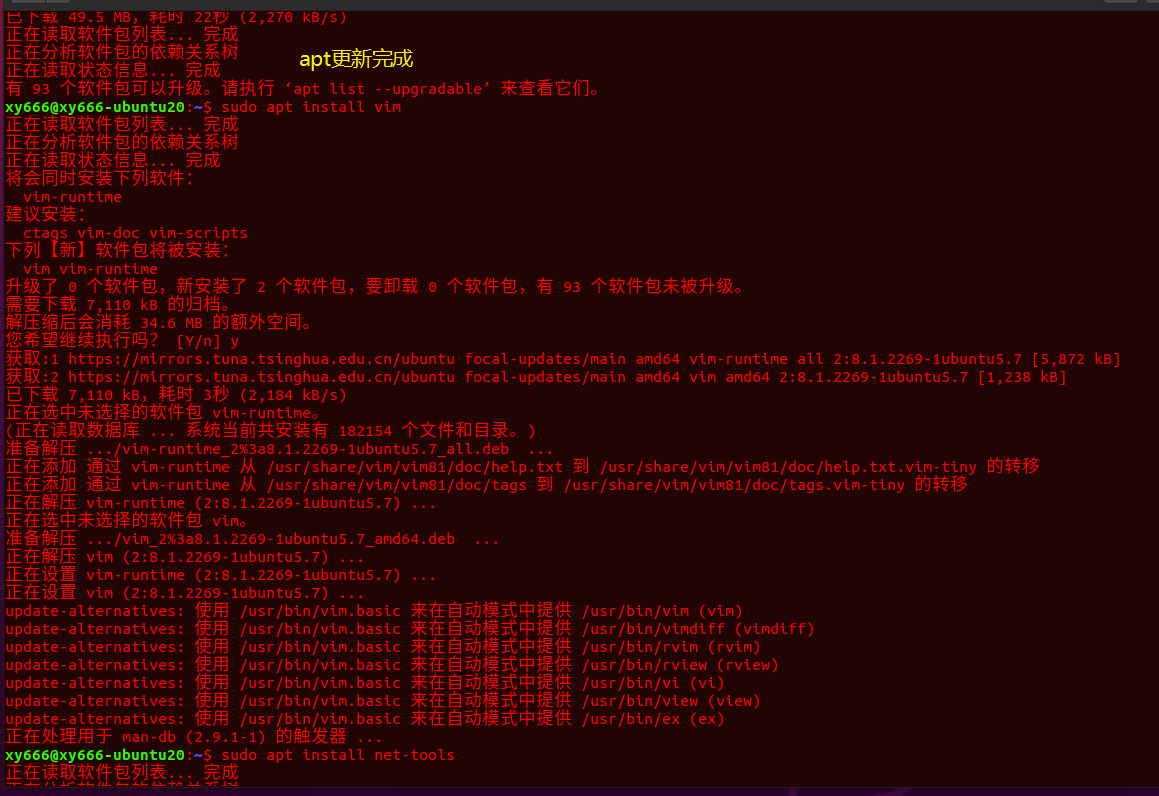 已下载 49.5 MB，耗时 22秒 (2,270 kB/s)
正在读取软件包列表... 完成
正在分析软件包的依赖关系树
apt更新完成
正在读取状态信息... 完成
有 93 个软件包可以升级。请执行 ‘apt list --upgradable’ 来查看它们。
xy666@xy666-ubuntu20:~$ sudo apt install vim
正在读取软件包列表... 完成
正在分析软件包的依赖关系树
正在读取状态信息... 完成
将会同时安装下列软件：
  vim-runtime
建议安装：
  ctags vim-doc vim-scripts
下列【新】软件包将被安装：
  vim vim-runtime
升级了 0 个软件包，新安装了 2 个软件包，要卸载 0 个软件包，有 93 个软件包未被升级。
需要下载 7,110 kB 的归档。
解压缩后会消耗 34.6 MB 的额外空间。
您希望继续执行吗？ [Y/n] y
获取:1 https://mirrors.tuna.tsinghua.edu.cn/ubuntu focal-updates/main amd64 vim-runtime all 2:8.1.2269-1ubuntu5.7 [5,872 kB]
获取:2 https://mirrors.tuna.tsinghua.edu.cn/ubuntu focal-updates/main amd64 vim amd64 2:8.1.2269-1ubuntu5.7 [1,238 kB]
已下载 7,110 kB，耗时 3秒 (2,184 kB/s)
正在选中未选择的软件包 vim-runtime。
(正在读取数据库 ... 系统当前共安装有 182154 个文件和目录。)
准备解压 .../vim-runtime_2%3a8.1.2269-1ubuntu5.7_all.deb  ...
正在添加 通过 vim-runtime 从 /usr/share/vim/vim81/doc/help.txt 到 /usr/share/vim/vim81/doc/help.txt.vim-tiny 的转移
正在添加 通过 vim-runtime 从 /usr/share/vim/vim81/doc/tags 到 /usr/share/vim/vim81/doc/tags.vim-tiny 的转移
正在解压 vim-runtime (2:8.1.2269-1ubuntu5.7) ...
正在选中未选择的软件包 vim。
准备解压 .../vim_2%3a8.1.2269-1ubuntu5.7_amd64.deb  ...
正在解压 vim (2:8.1.2269-1ubuntu5.7) ...
正在设置 vim-runtime (2:8.1.2269-1ubuntu5.7) ...
正在设置 vim (2:8.1.2269-1ubuntu5.7) ...
update-alternatives: 使用 /usr/bin/vim.basic 来在自动模式中提供 /usr/bin/vim (vim)
update-alternatives: 使用 /usr/bin/vim.basic 来在自动模式中提供 /usr/bin/vimdiff (vimdiff)
update-alternatives: 使用 /usr/bin/vim.basic 来在自动模式中提供 /usr/bin/rvim (rvim)
update-alternatives: 使用 /usr/bin/vim.basic 来在自动模式中提供 /usr/bin/rview (rview)
update-alternatives: 使用 /usr/bin/vim.basic 来在自动模式中提供 /usr/bin/vi (vi)
update-alternatives: 使用 /usr/bin/vim.basic 来在自动模式中提供 /usr/bin/view (view)
update-alternatives: 使用 /usr/bin/vim.basic 来在自动模式中提供 /usr/bin/ex (ex)
正在处理用于 man-db (2.9.1-1) 的触发器 ...
xy666@xy666-ubuntu20:~$ sudo apt install net-tools
正在读取软件包列表... 完成
正在分析软件包的依赖关系树